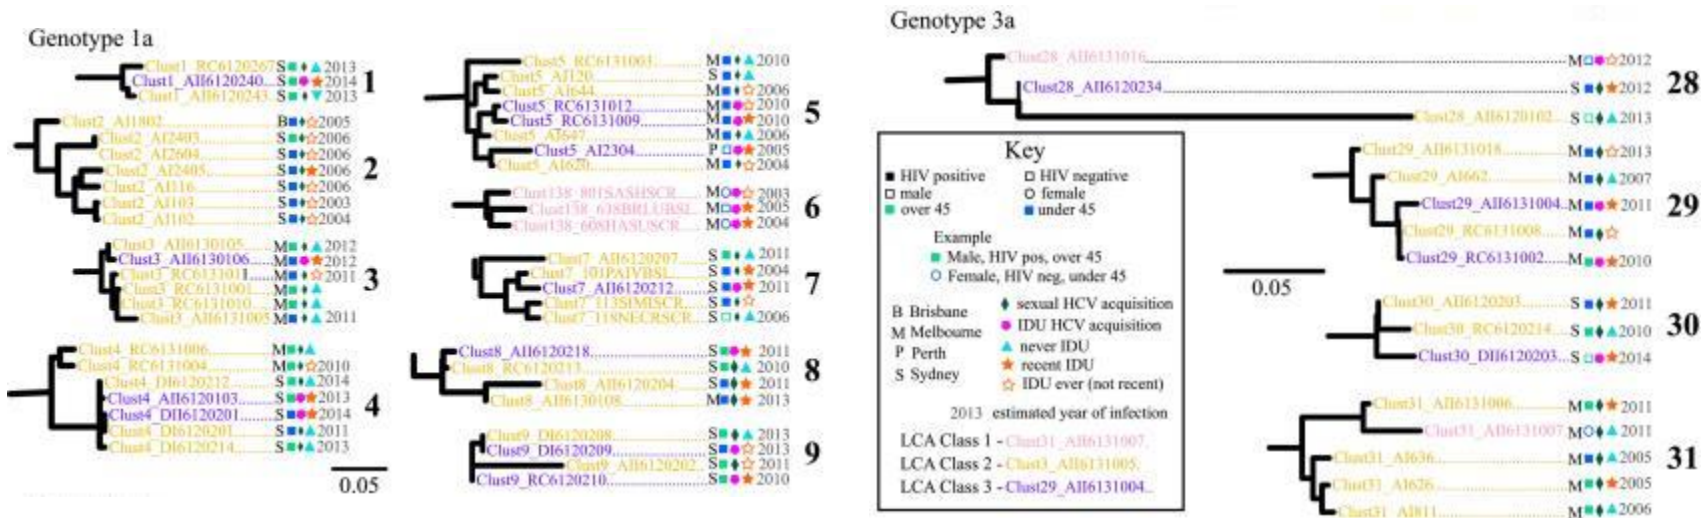 Genotype 1a
Clust1_RC6120267 S 2013
Clust1_AII6120240 S 2014
Clust1_AII6120243 S 2013
1
Clust2_AI1802 B 2005
Clust2_AI2403 S 2006
Clust2_AI2604 S 2006
Clust2_AI2405 S 2006
Clust2_AI116 S 2006
Clust2_AI103 S 2003
Clust2_AI102 S 2004
2
Clust3_AII6130105 M 2012
Clust3_AII6130106 M 2012
Clust3_RC6131011 M 2011
Clust3_RC6131001 M
Clust3_RC6131010 M
Clust3_AII6131005 M 2011
3
Clust4_RC6131006 M
Clust4_RC6131004 M 2010
Clust4_DI6120212 S 2014
Clust4_AII6120103 S 2013
Clust4_DII6120201 S 2014
Clust4_DI6120201 S 2011
Clust4_DI6120214 S 2013
4
0.05
Clust5_RC6131003 M 2010
Clust5_AI120 S
Clust5_AI644 M 2006
Clust5_RC6131012 M 2010
Clust5_RC6131009 M 2010
Clust5_AI647 M 2006
Clust5_AI2304 P 2005
Clust5_AI620 M 2004
5
Clust138_801SASHSCR M 2003
Clust138_638BRLUBSL M 2005
Clust138_608HASUSCR M 2004
6
Clust7_AII6120207 S 2011
Clust7_101PAIVBSL S 2004
Clust7_AII6120212 S 2011
Clust7_113SIMISCR S
Clust7_118NECRSCR S 2006
7
Clust8_AII6120218 S 2011
Clust8_RC6120213 S 2010
Clust8_AII6120204 S 2011
Clust8_AII6130108 M 2013
8
Clust9_DI6120208 S 2013
Clust9_DI6120209 S 2013
Clust9_AII6120202 S 2011
Clust9_RC6120210 S 2010
9
Genotype 3a
Clust28_AII6131016 M 2012
Clust28_AII6120234 S 2012
Clust28_AII6120102 S 2013
28
Key
HIV positive HIV negative
male female
over 45 under 45
Example
Male, HIV pos, over 45
Female, HIV neg, under 45
B Brisbane
M Melbourne
P Perth
S Sydney
sexual HCV acquisition
IDU HCV acquisition
never IDU
recent IDU
IDU ever (not recent)
2013 estimated year of infection
LCA Class 1 - Clust31_AII6131007
LCA Class 2 - Clust3_AII6131005
LCA Class 3 - Clust29_AII6131004
Clust29_AII6131018 M 2013
Clust29_AI662 M 2007
Clust29_AII6131004 M 2011
Clust29_RC6131008 M
Clust29_RC6131002 M 2010
29
0.05
Clust30_AII6120203 S 2011
Clust30_RC6120214 S 2010
Clust30_DII6120203 S 2014
30
Clust31_AII6131006 M 2011
Clust31_AII6131007 M 2011
Clust31_AI636 M 2005
Clust31_AI626 M 2005
Clust31_AI811 M 2006
31